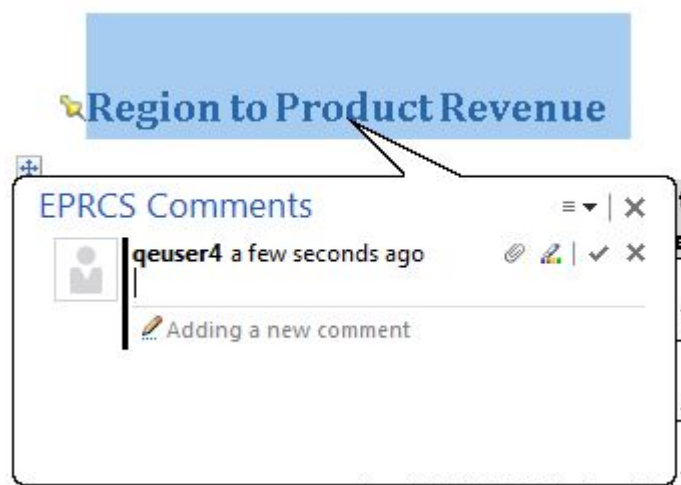 Region to Product Revenue
EPRCS Comments
qeuser4 a few seconds ago
Adding a new comment